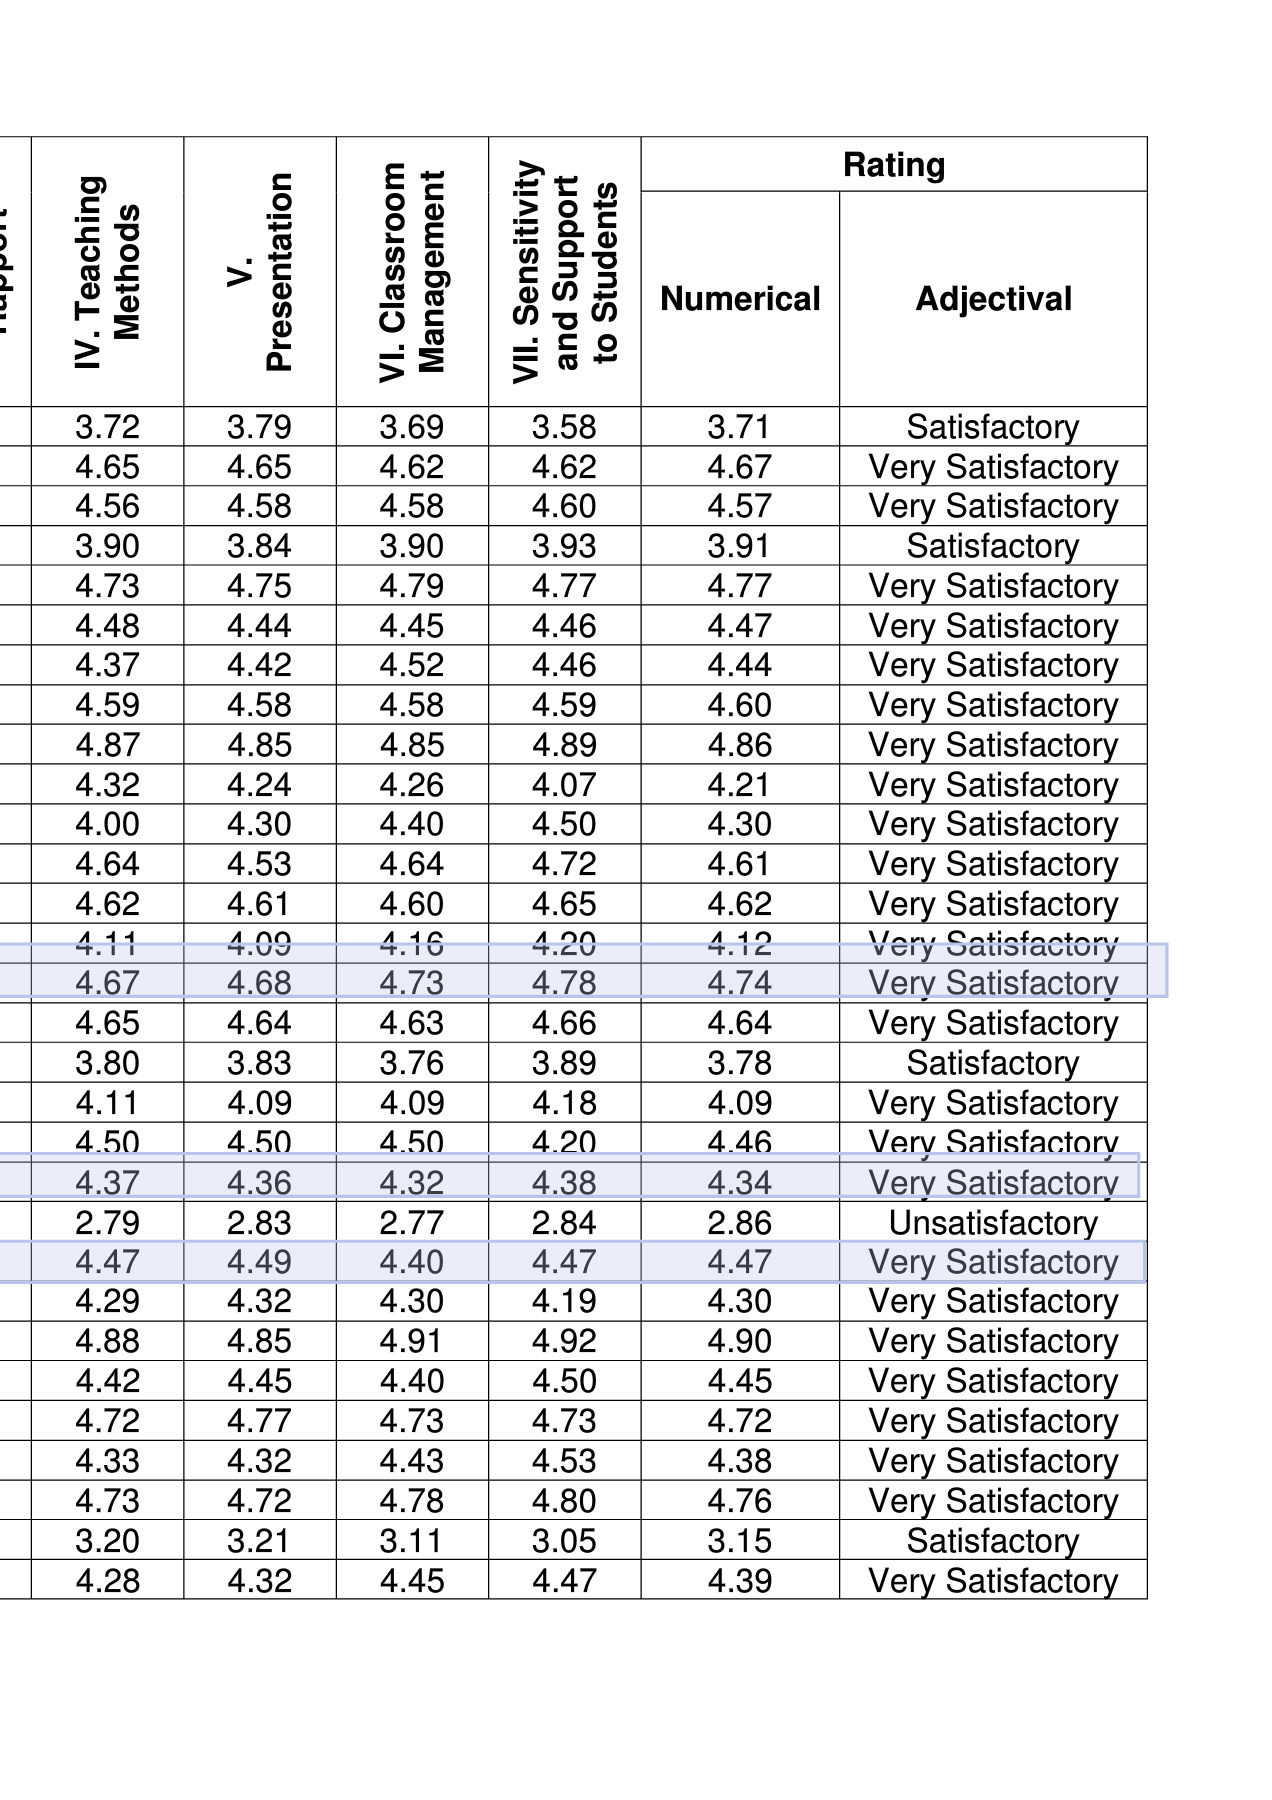 IV. Teaching Methods V. Presentation VI. Classroom Management VII. Sensitivity and Support to Students Rating
Numerical Adjectival
3.72 3.79 3.69 3.58 3.71 Satisfactory
4.65 4.65 4.62 4.62 4.67 Very Satisfactory
4.56 4.58 4.58 4.60 4.57 Very Satisfactory
3.90 3.84 3.90 3.93 3.91 Satisfactory
4.73 4.75 4.79 4.77 4.77 Very Satisfactory
4.48 4.44 4.45 4.46 4.47 Very Satisfactory
4.37 4.42 4.52 4.46 4.44 Very Satisfactory
4.59 4.58 4.58 4.59 4.60 Very Satisfactory
4.87 4.85 4.85 4.89 4.86 Very Satisfactory
4.32 4.24 4.26 4.07 4.21 Very Satisfactory
4.00 4.30 4.40 4.50 4.30 Very Satisfactory
4.64 4.53 4.64 4.72 4.61 Very Satisfactory
4.62 4.61 4.60 4.65 4.62 Very Satisfactory
4.11 4.09 4.16 4.20 4.12 Very Satisfactory
4.67 4.68 4.73 4.78 4.74 Very Satisfactory
4.65 4.64 4.63 4.66 4.64 Very Satisfactory
3.80 3.83 3.76 3.89 3.78 Satisfactory
4.11 4.09 4.09 4.18 4.09 Very Satisfactory
4.50 4.50 4.50 4.20 4.46 Very Satisfactory
4.37 4.36 4.32 4.38 4.34 Very Satisfactory
2.79 2.83 2.77 2.84 2.86 Unsatisfactory
4.47 4.49 4.40 4.47 4.47 Very Satisfactory
4.29 4.32 4.30 4.19 4.30 Very Satisfactory
4.88 4.85 4.91 4.92 4.90 Very Satisfactory
4.42 4.45 4.40 4.50 4.45 Very Satisfactory
4.72 4.77 4.73 4.73 4.72 Very Satisfactory
4.33 4.32 4.43 4.53 4.38 Very Satisfactory
4.73 4.72 4.78 4.80 4.76 Very Satisfactory
3.20 3.21 3.11 3.05 3.15 Satisfactory
4.28 4.32 4.45 4.47 4.39 Very Satisfactory